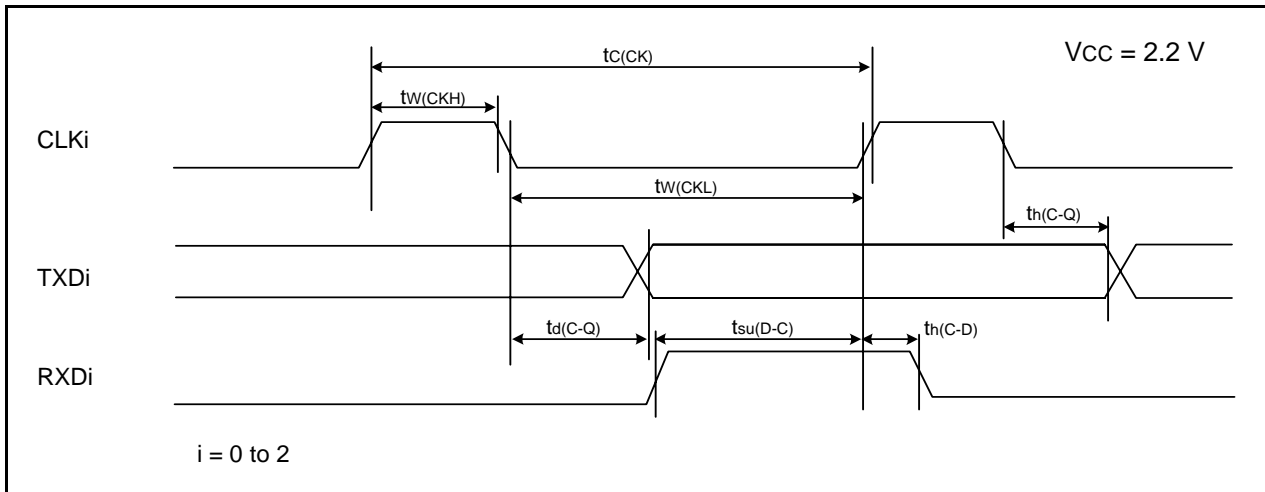 tC(CK)
VCC = 2.2 V
tW(CKH)
CLKi
tW(CKL)
th(C-Q)
TXDi
td(C-Q)
tsu(D-C)
th(C-D)
RXDi
i = 0 to 2